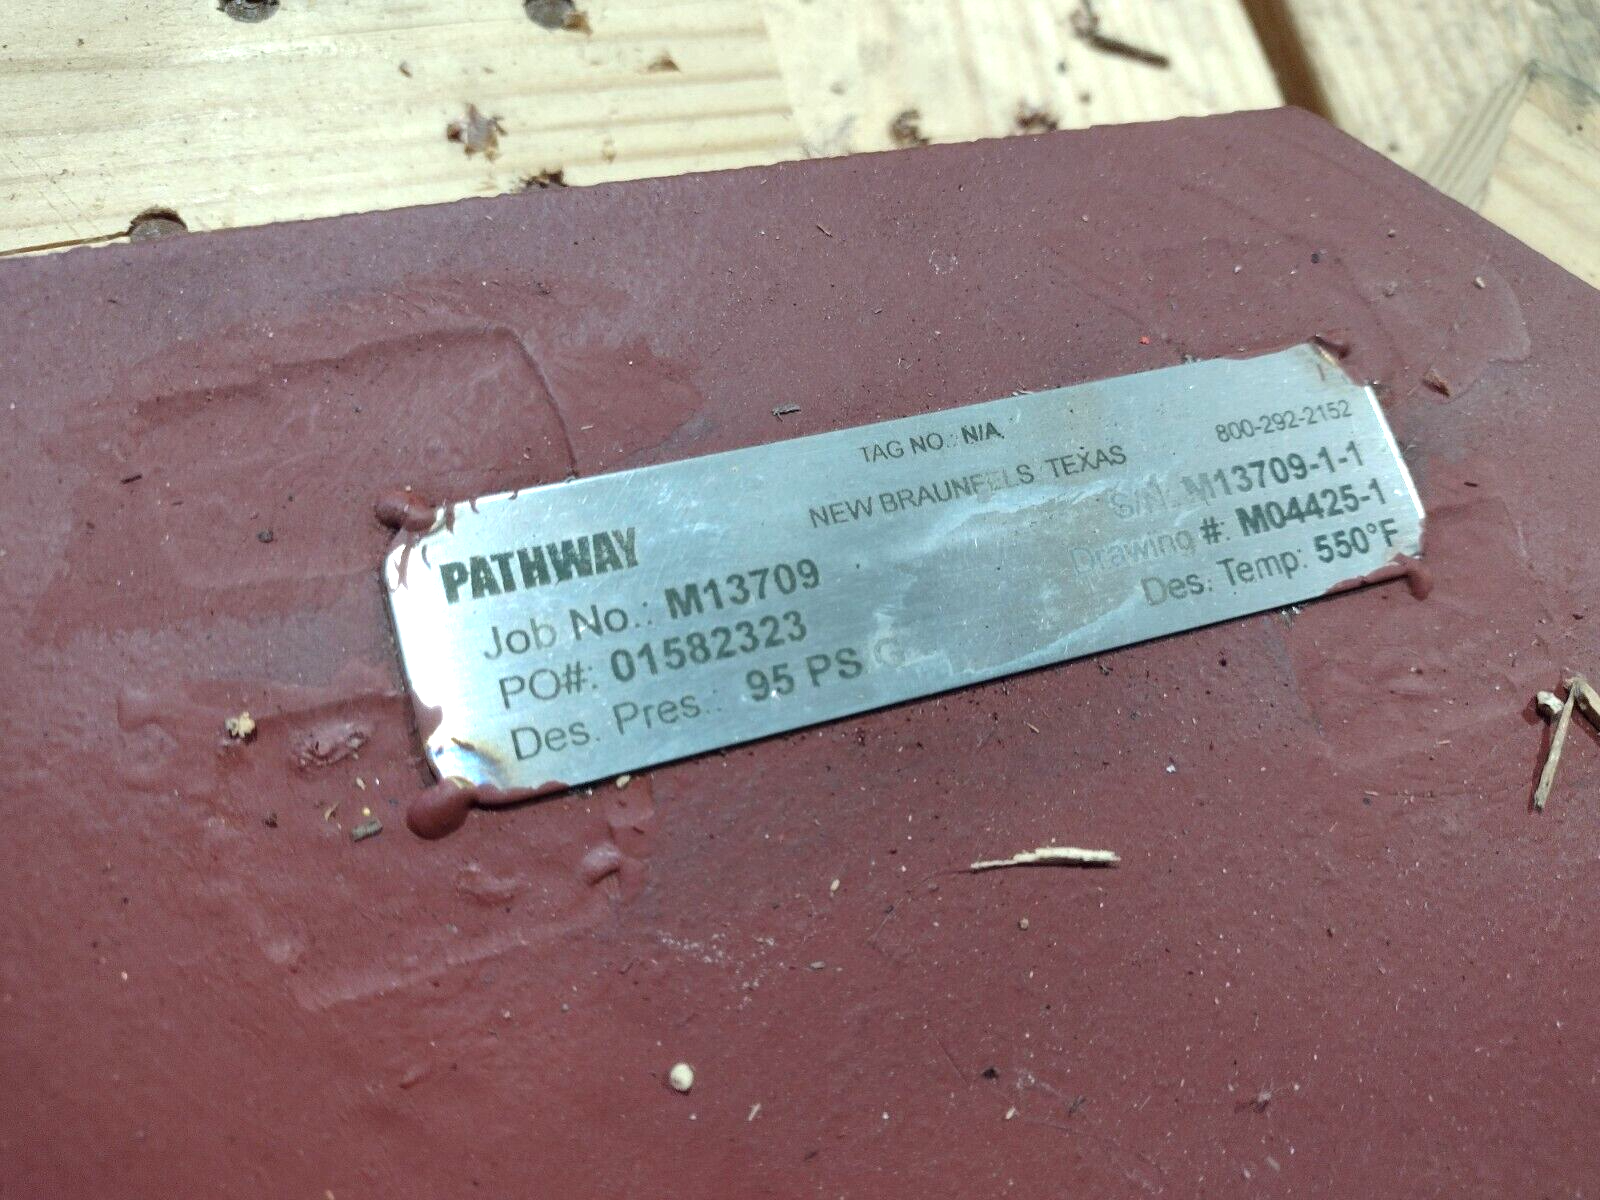 TAG NO.: N/A
NEW BRAUNFELS, TEXAS 800-292-2152
PATHWAY
Job No.: M13709 S/N: M13709-1-1
PO#: 01582323 Drawing #: M04425-1
Des. Pres.: 95 PSIG Des. Temp: 550°F